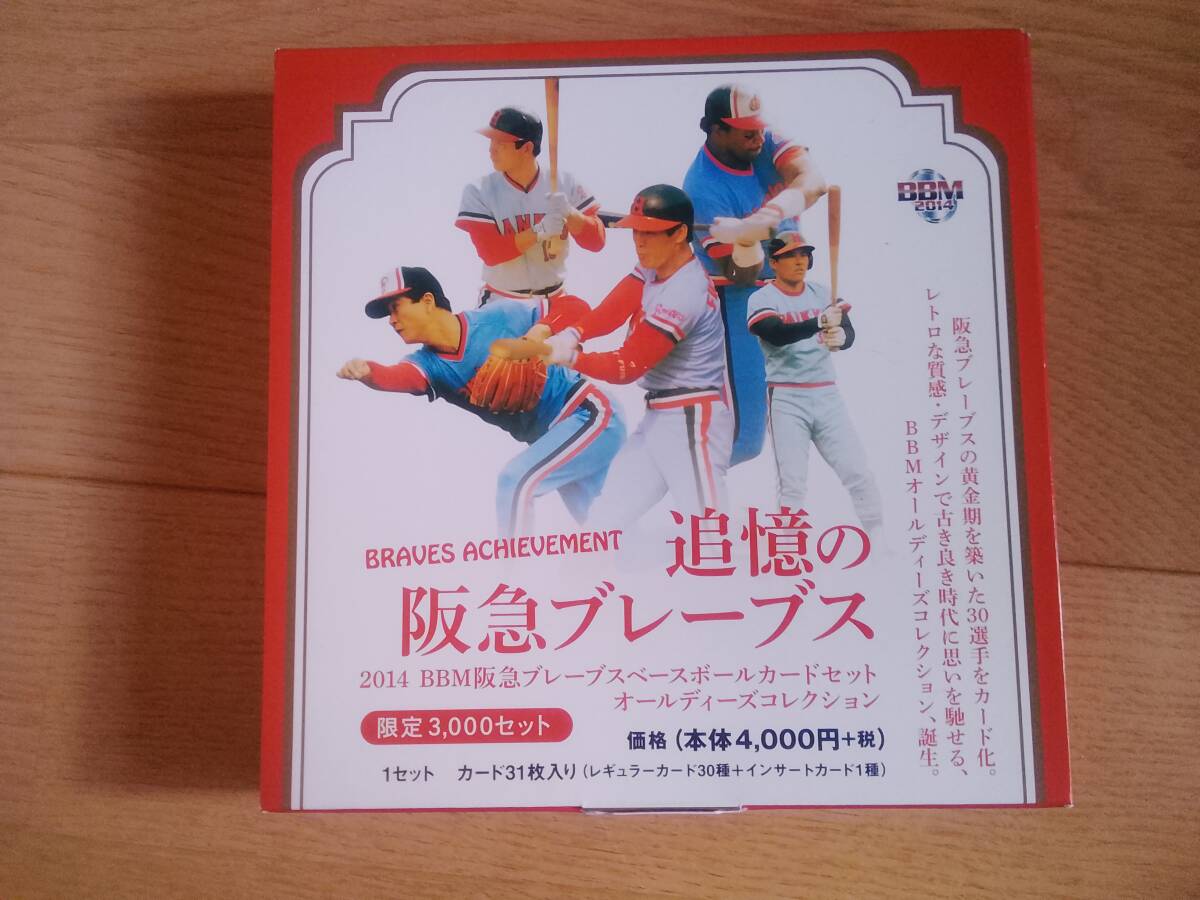 BBM
2014
阪急ブレーブスの黄金期を築いた30選手をカード化。
レトロな質感・デザインで古き良き時代に思いを馳せる、
BBMオールディーズコレクション、誕生。
BRAVES ACHIEVEMENT
追憶の
阪急ブレーブス
2014 BBM阪急ブレーブスベースボールカードセット
オールディーズコレクション
限定3,000セット
価格(本体4,000円+税)
1セット カード31枚入り(レギュラーカード30種+インサートカード1種)